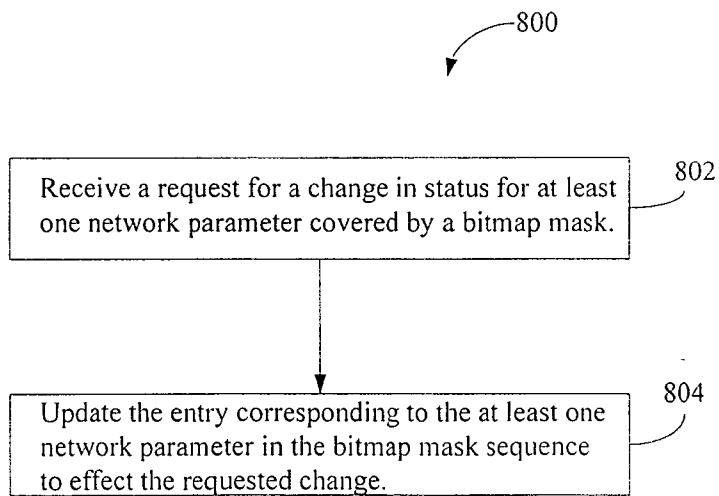 800
802
Receive a request for a change in status for at least
one network parameter covered by a bitmap mask.
804
Update the entry corresponding to the at least one
network parameter in the bitmap mask sequence
to effect the requested change.